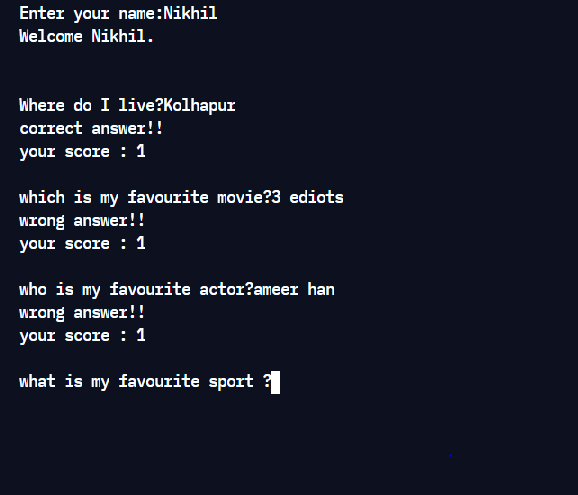 Enter your name:Nikhil
Welcome Nikhil.
Where do I live?Kolhapur
correct answer!!
your score : 1
which is my favourite movie?3 ediots
wrong answer!!
your score : 1
who is my favourite actor?ameer han
wrong answer!!
your score : 1
what is my favourite sport ?